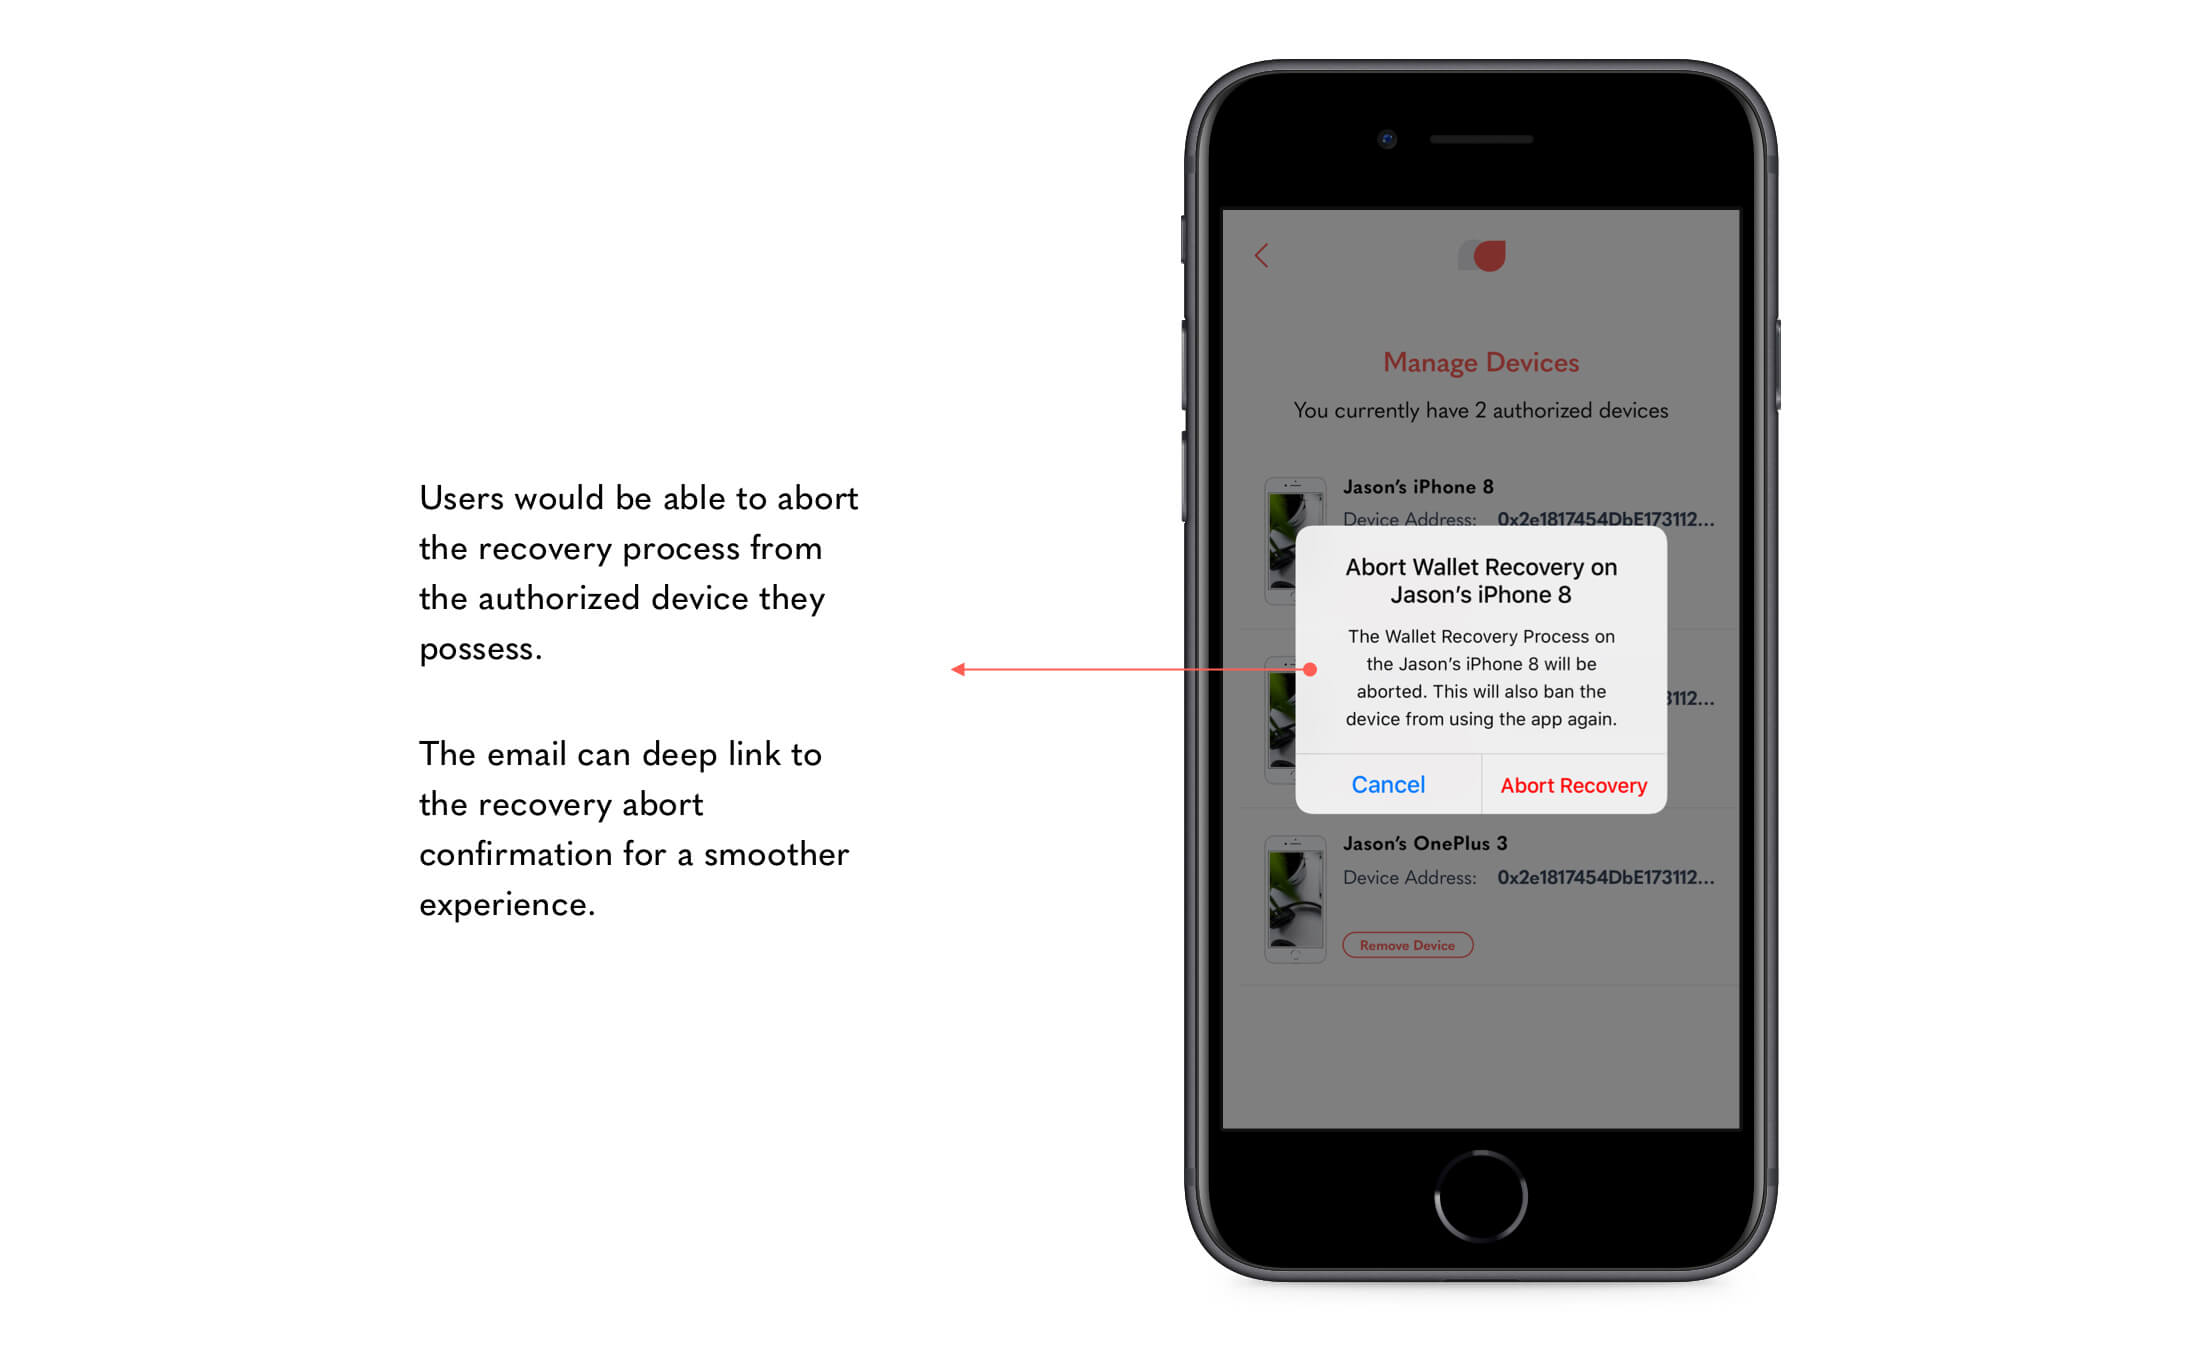 Users would be able to abort
the recovery process from
the authorized device they
possess.
The email can deep link to
the recovery abort
confirmation for a smoother
experience.
Manage Devices
You currently have 2 authorized devices
Jason’s iPhone 8
Device Address: 0x2e1817454DbE173112...
Abort Wallet Recovery on
Jason’s iPhone 8
The Wallet Recovery Process on
the Jason’s iPhone 8 will be
aborted. This will also ban the
device from using the app again.
Cancel
Abort Recovery
3112...
Jason’s OnePlus 3
Device Address: 0x2e1817454DbE173112...
Remove Device